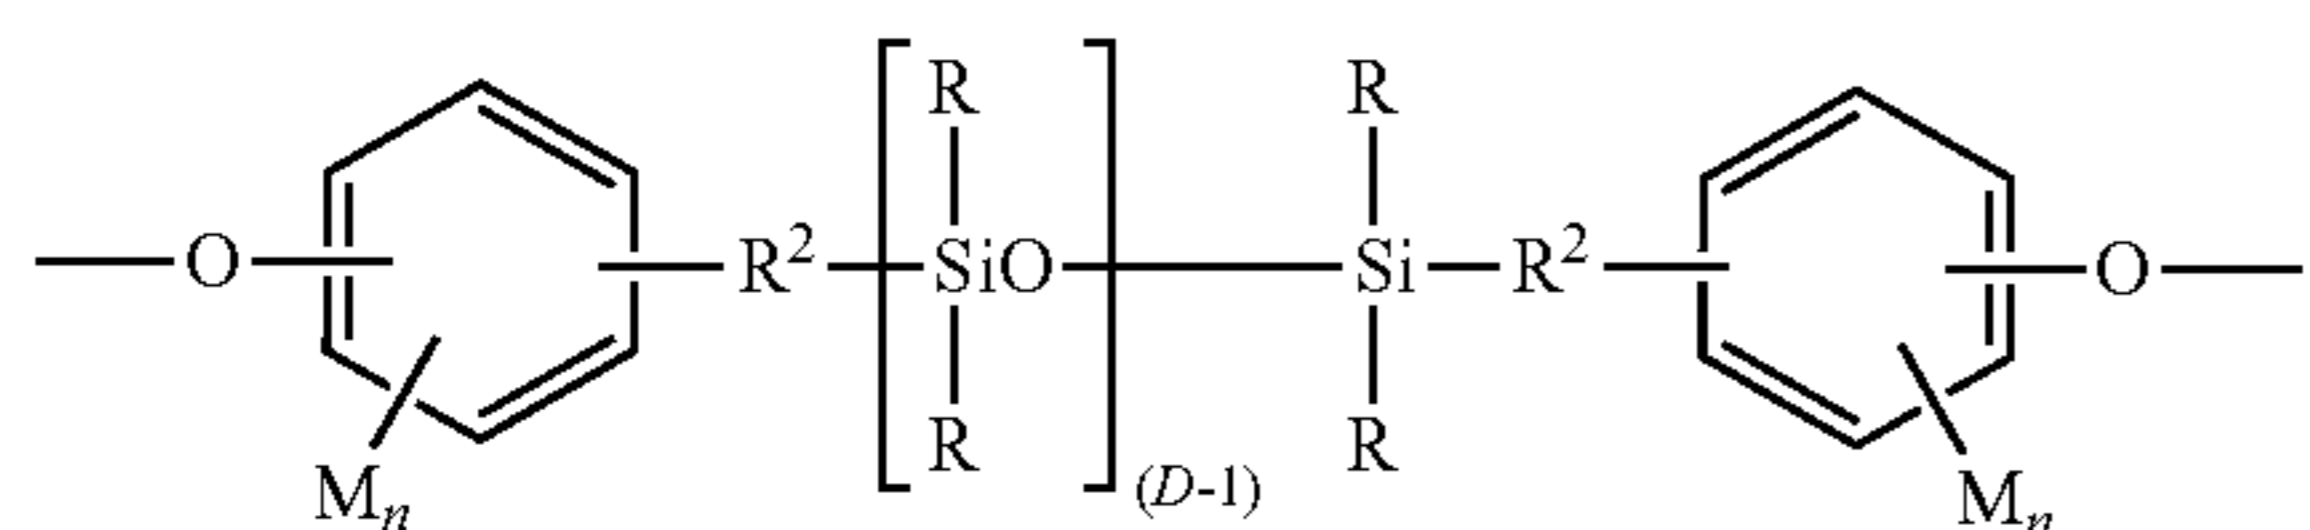 R R
O R² SiO Si R² O
R R
Mₙ (D-1) Mₙ